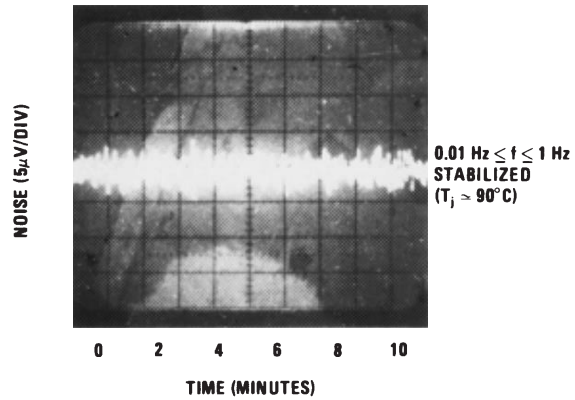 NOISE (5µV/DIV)
0.01 Hz ≤ f ≤ 1 Hz
STABILIZED
(Tj ≃ 90°C)
0 2 4 6 8 10
TIME (MINUTES)